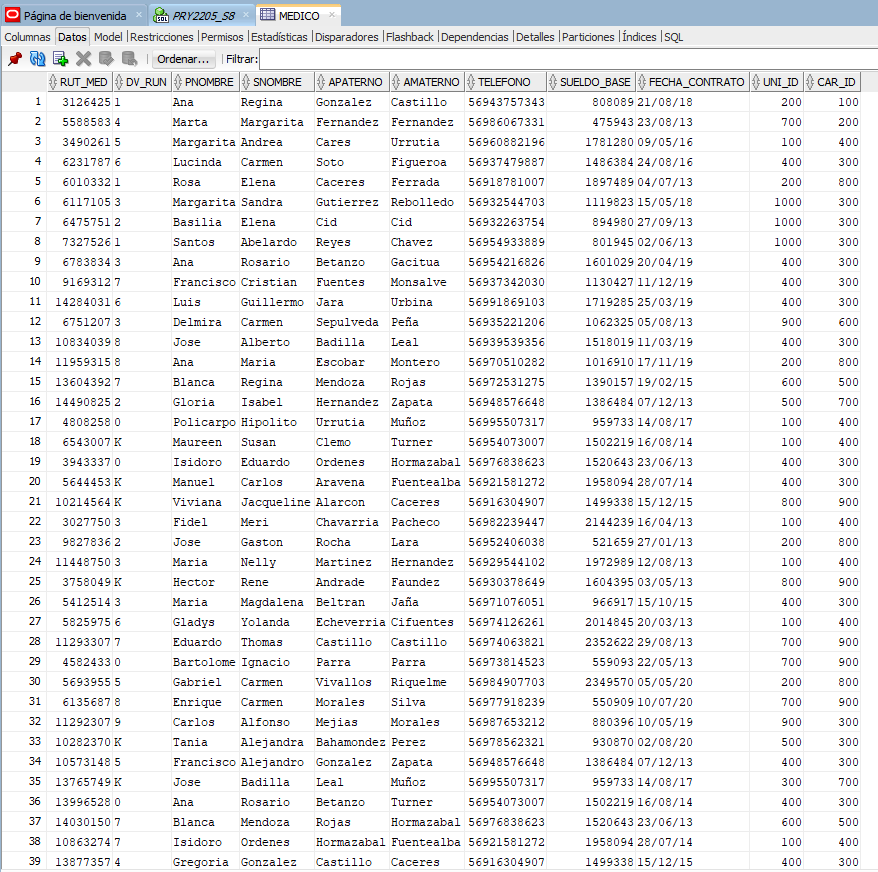 Página de bienvenida × PRY2205_S8 × MEDICO ×
Columnas Datos Model Restricciones Permisos Estadísticas Disparadores Flashback Dependencias Detalles Particiones Índices SQL
Ordenar... Filtrar:
RUT_MED DV_RUN PNOMBRE SNOMBRE APATERNO AMATERNO TELEFONO SUELDO_BASE FECHA_CONTRATO UNI_ID CAR_ID
1 3126425 1 Ana Regina Gonzalez Castillo 56943757343 808089 21/08/18 200 100
2 5588583 4 Marta Margarita Fernandez Fernandez 56986067331 475943 23/08/13 700 200
3 3490261 5 Margarita Andrea Cares Urrutia 56960882196 1781280 09/05/16 100 400
4 6231787 6 Lucinda Carmen Soto Figueroa 56937479887 1486384 24/08/16 400 300
5 6010332 1 Rosa Elena Caceres Ferrada 56918781007 1897489 04/07/13 200 800
6 6117105 3 Margarita Sandra Gutierrez Rebolledo 56932544703 1119823 15/05/18 1000 300
7 6475751 2 Basilia Elena Cid Cid 56932263754 894980 27/09/13 1000 300
8 7327526 1 Santos Abelardo Reyes Chavez 56954933889 801945 02/06/13 1000 300
9 6783834 3 Ana Rosario Betanzo Gacitua 56954216826 1601029 20/04/19 400 300
10 9169312 7 Francisco Cristian Fuentes Monsalve 56937342030 1130427 11/12/19 400 300
11 14284031 6 Luis Guillermo Jara Urbina 56991869103 1719285 25/03/19 400 300
12 6751207 3 Delmira Carmen Sepulveda Peña 56935221206 1062325 05/08/13 900 600
13 10834039 8 Jose Alberto Badilla Leal 56939539356 1518019 11/03/19 400 300
14 11959315 8 Ana Maria Escobar Montero 56970510282 1016910 17/11/19 200 800
15 13604392 7 Blanca Regina Mendoza Rojas 56972531275 1390157 19/02/15 600 500
16 14490825 2 Gloria Isabel Hernandez Zapata 56948576648 1386484 07/12/13 500 700
17 4808258 0 Policarpo Hipolito Urrutia Muñoz 56995507317 959733 14/08/17 100 400
18 6543007 K Maureen Susan Clemo Turner 56954073007 1502219 16/08/14 100 400
19 3943337 0 Isidoro Eduardo Ordenes Hormazabal 56976838623 1520643 23/06/13 400 300
20 5644453 K Manuel Carlos Aravena Fuentealba 56921581272 1958094 28/07/14 400 300
21 10214564 K Viviana Jacqueline Alarcon Caceres 56916304907 1499338 15/12/15 800 900
22 3027750 3 Fidel Meri Chavarria Pacheco 56982239447 2144239 16/04/13 100 400
23 9827836 2 Jose Gaston Rocha Lara 56952406038 521659 27/01/13 200 800
24 11448750 3 Maria Nelly Martinez Hernandez 56929544102 1972989 12/08/13 100 400
25 3758049 K Hector Rene Andrade Faundez 56930378649 1604395 03/05/13 800 900
26 5412514 3 Maria Magdalena Beltran Jaña 56971076051 966917 15/10/15 400 300
27 5825975 6 Gladys Yolanda Echeverria Cifuentes 56974126261 2014845 20/03/13 100 400
28 11293307 7 Eduardo Thomas Castillo Castillo 56974063821 2352622 29/08/13 700 900
29 4582433 0 Bartolome Ignacio Parra Parra 56973814523 559093 22/05/13 700 900
30 5693955 5 Gabriel Carmen Vivallos Riquelme 56984907703 2349570 05/05/20 200 800
31 6135687 8 Enrique Carmen Morales Silva 56977918239 550909 10/07/20 700 900
32 11292307 9 Carlos Alfonso Mejias Morales 56987653212 880396 10/05/19 900 300
33 10282370 K Tania Alejandra Bahamondez Perez 56978562321 930870 02/08/20 500 300
34 10573148 5 Francisco Alejandro Gonzalez Zapata 56948576648 1386484 07/12/13 400 300
35 13765749 K Jose Badilla Leal Muñoz 56995507317 959733 14/08/17 300 700
36 13996528 0 Ana Rosario Betanzo Turner 56954073007 1502219 16/08/14 400 300
37 14030150 7 Blanca Mendoza Rojas Hormazabal 56976838623 1520643 23/06/13 600 500
38 10863274 7 Isidoro Ordenes Hormazabal Fuentealba 56921581272 1958094 28/07/14 100 400
39 13877357 4 Gregoria Gonzalez Castillo Caceres 56916304907 1499338 15/12/15 400 300